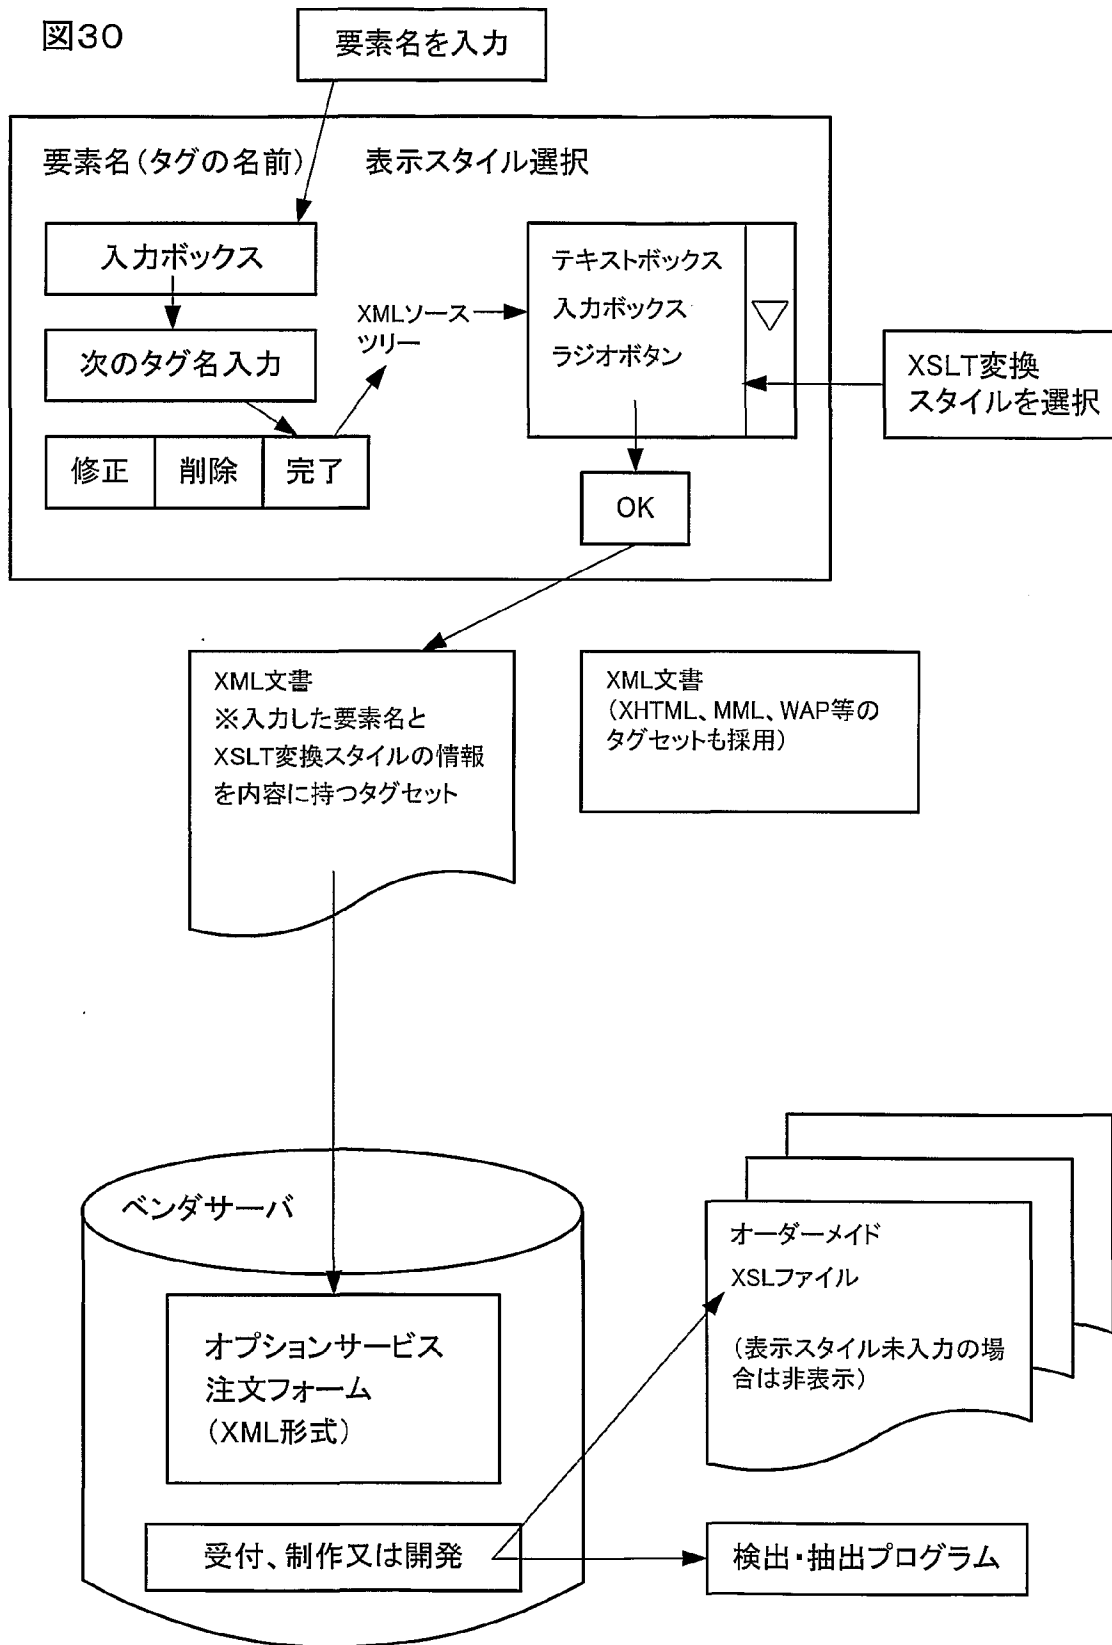 図30
要素名を入力
要素名(タグの名前)
表示スタイル選択
入力ボックス
次のタグ名入力
修正
削除
完了
XMLソース
ツリー
テキストボックス
入力ボックス
ラジオボタン
▽
XSLT変換
スタイルを選択
OK
XML文書
※入力した要素名と
XSLT変換スタイルの情報
を内容に持つタグセット
XML文書
(XHTML、MML、WAP等の
タグセットも採用)
ベンダサーバ
オプションサービス
注文フォーム
(XML形式)
受付、制作又は開発
オーダーメイド
XSLファイル
(表示スタイル未入力の場
合は非表示)
検出・抽出プログラム